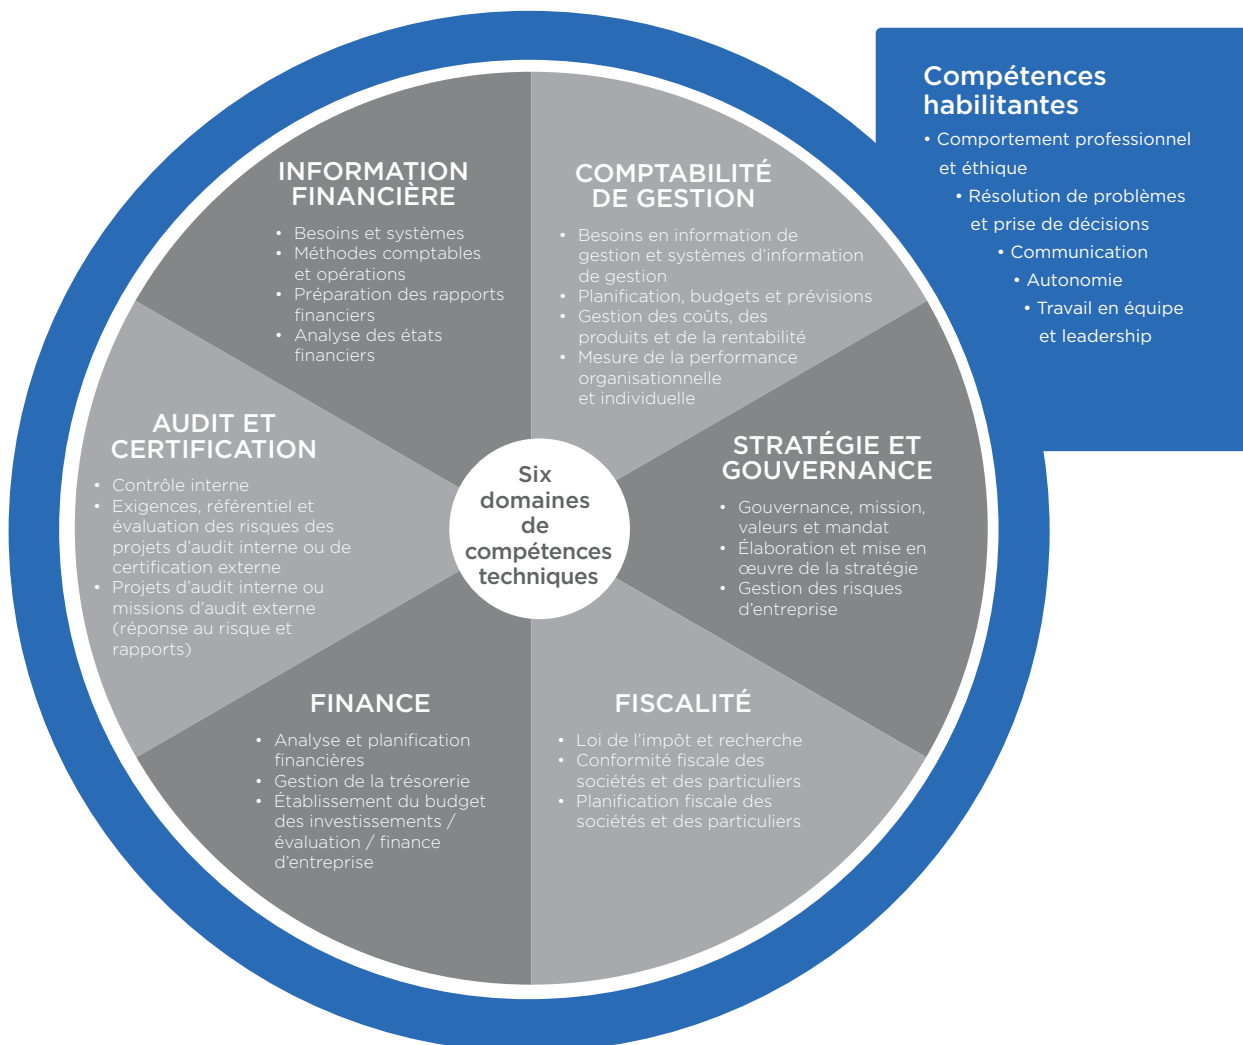 Compétences
habilitantes
• Comportement professionnel
et éthique
• Résolution de problèmes
et prise de décisions
• Communication
• Autonomie
• Travail en équipe
et leadership
INFORMATION
FINANCIÈRE
• Besoins et systèmes
• Méthodes comptables
et opérations
• Préparation des rapports
financiers
• Analyse des états
financiers
COMPTABILITÉ
DE GESTION
• Besoins en information de
gestion et systèmes d’information
de gestion
• Planification, budgets et prévisions
• Gestion des coûts, des
produits et de la rentabilité
• Mesure de la performance
organisationnelle
et individuelle
AUDIT ET
CERTIFICATION
• Contrôle interne
• Exigences, référentiel et
évaluation des risques des
projets d’audit interne ou de
certification externe
• Projets d’audit interne ou
missions d’audit externe
(réponse au risque et
rapports)
Six
domaines
de
compétences
techniques
STRATÉGIE ET
GOUVERNANCE
• Gouvernance, mission,
valeurs et mandat
• Élaboration et mise en
œuvre de la stratégie
• Gestion des risques
d’entreprise
FINANCE
• Analyse et planification
financières
• Gestion de la trésorerie
• Établissement du budget
des investissements /
évaluation / finance
d’entreprise
FISCALITÉ
• Loi de l’impôt et recherche
• Conformité fiscale des
sociétés et des particuliers
• Planification fiscale des
sociétés et des particuliers